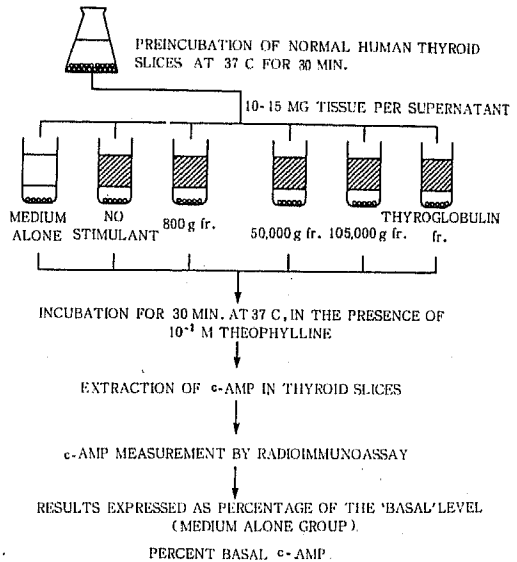 PREINCUBATION OF NORMAL HUMAN THYROID
SLICES AT 37 C FOR 30 MIN.
10-15 MG TISSUE PER SUPERNATANT
MEDIUM ALONE
NO STIMULANT
800 g fr.
50,000 g fr.
105,000 g fr.
THYROGLOBULIN fr.
INCUBATION FOR 30 MIN. AT 37 C, IN THE PRESENCE OF
10⁻² M THEOPHYLLINE
EXTRACTION OF c-AMP IN THYROID SLICES
c-AMP MEASUREMENT BY RADIOIMMUNOASSAY
RESULTS EXPRESSED AS PERCENTAGE OF THE 'BASAL' LEVEL
(MEDIUM ALONE GROUP).
PERCENT BASAL c-AMP.